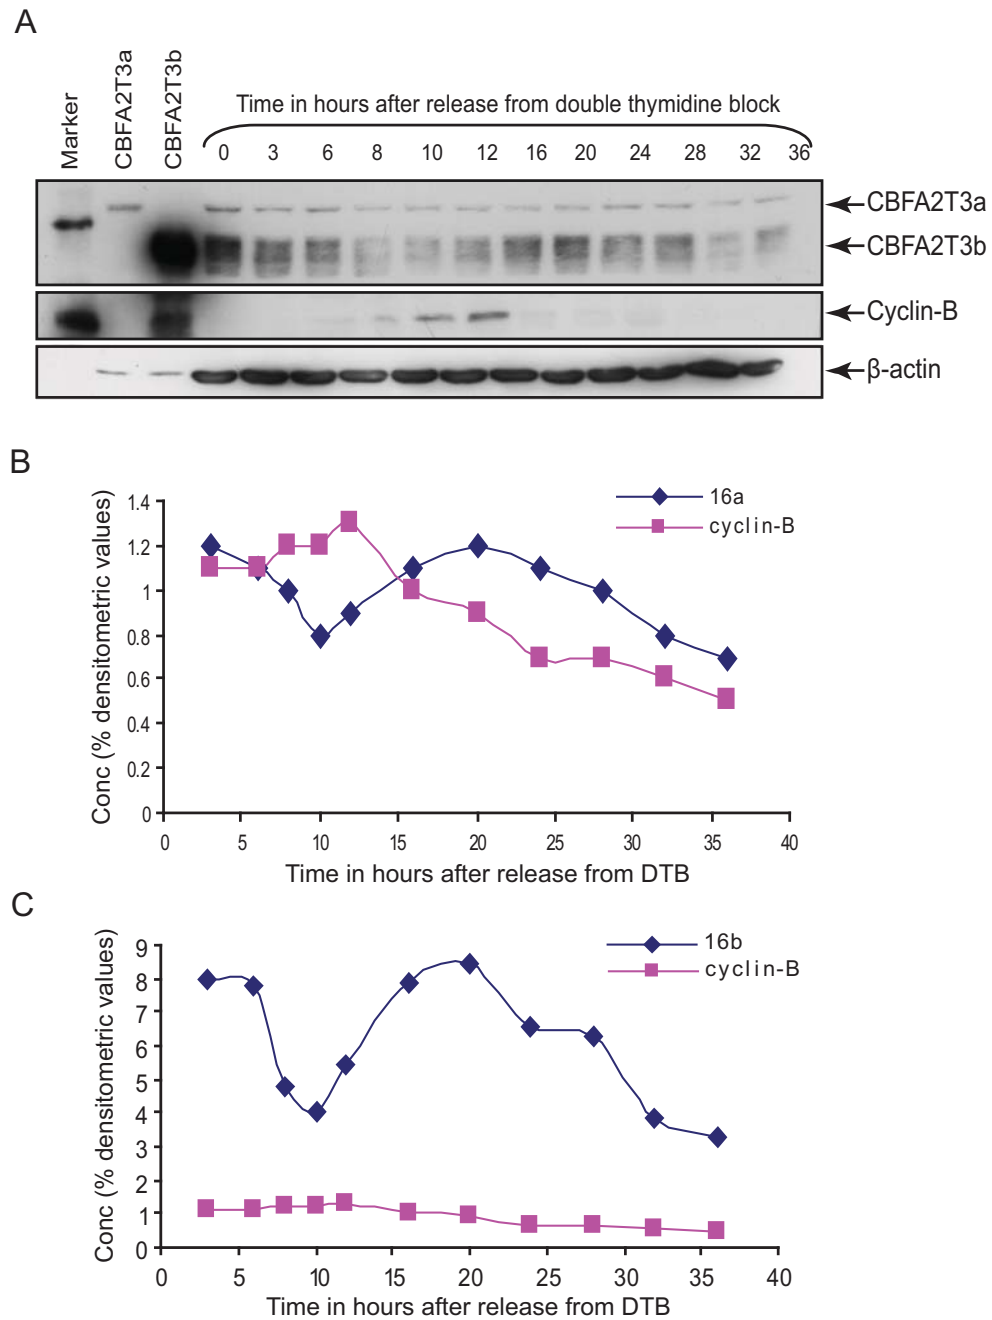 A
Marker
CBFA2T3a
CBFA2T3b
Time in hours after release from double thymidine block
0 3 6 8 10 12 16 20 24 28 32 36
CBFA2T3a
CBFA2T3b
Cyclin-B
β-actin
B
Conc (% densitometric values)
1.4
1.2
1
0.8
0.6
0.4
0.2
0
0 5 10 15 20 25 30 35 40
Time in hours after release from DTB
16a
cyclin-B
C
Conc (% densitometric values)
9
8
7
6
5
4
3
2
1
0
0 5 10 15 20 25 30 35 40
Time in hours after release from DTB
16b
cyclin-B